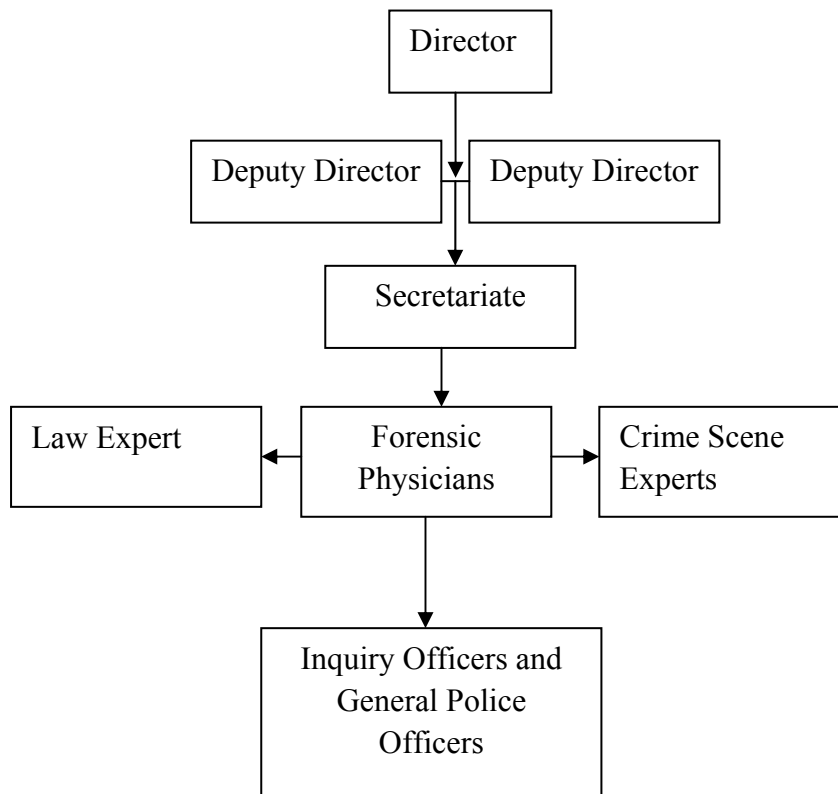 Director
Deputy Director
Deputy Director
Secretariate
Law Expert
Forensic
Physicians
Crime Scene
Experts
Inquiry Officers and
General Police
Officers